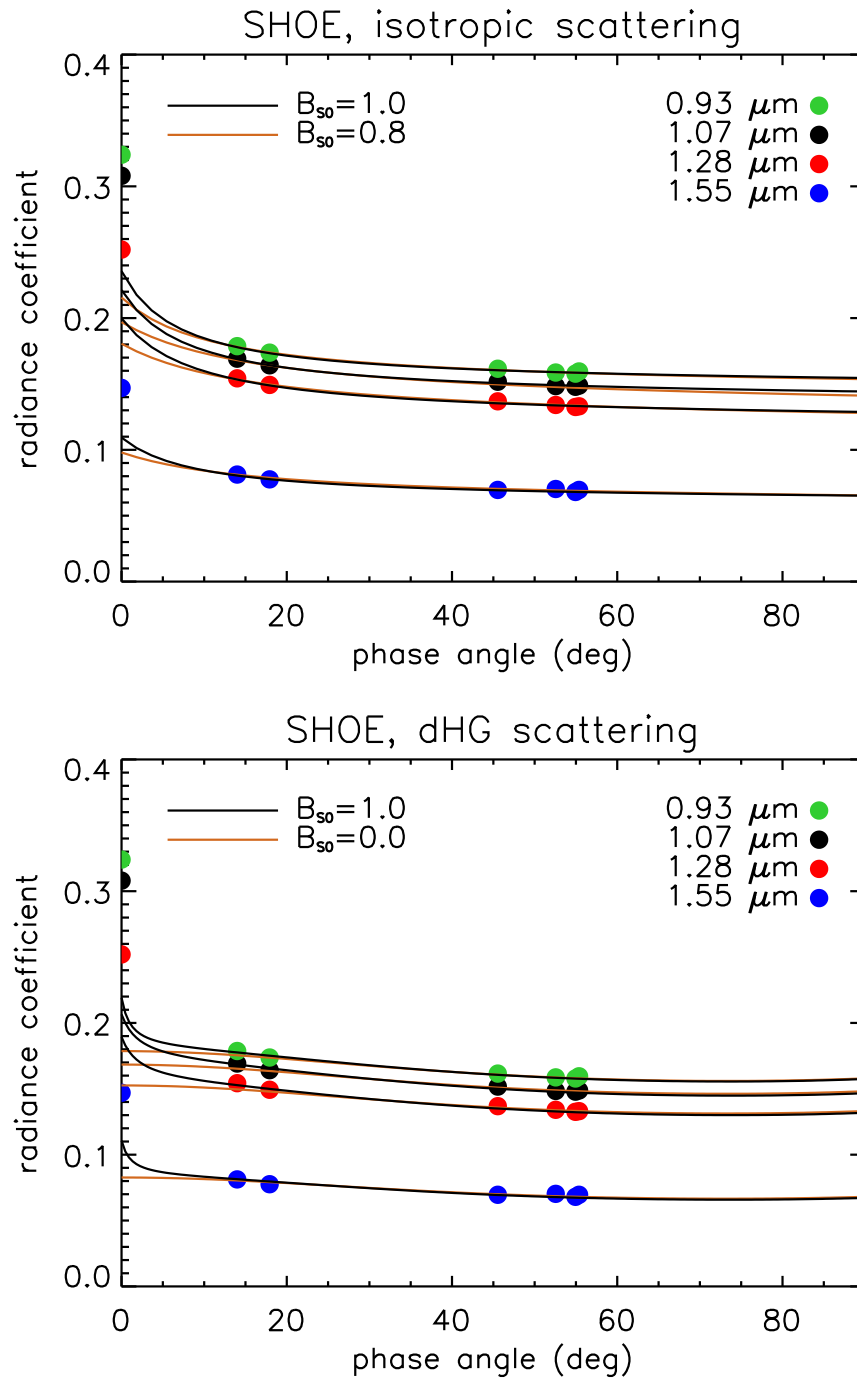 SHOE, isotropic scattering
0.4
0.3
0.2
0.1
0.0
radiance coefficient
B_SO=1.0
B_SO=0.8
0.93 μm
1.07 μm
1.28 μm
1.55 μm
0 20 40 60 80
phase angle (deg)
SHOE, dHG scattering
0.4
0.3
0.2
0.1
0.0
radiance coefficient
B_SO=1.0
B_SO=0.0
0.93 μm
1.07 μm
1.28 μm
1.55 μm
0 20 40 60 80
phase angle (deg)